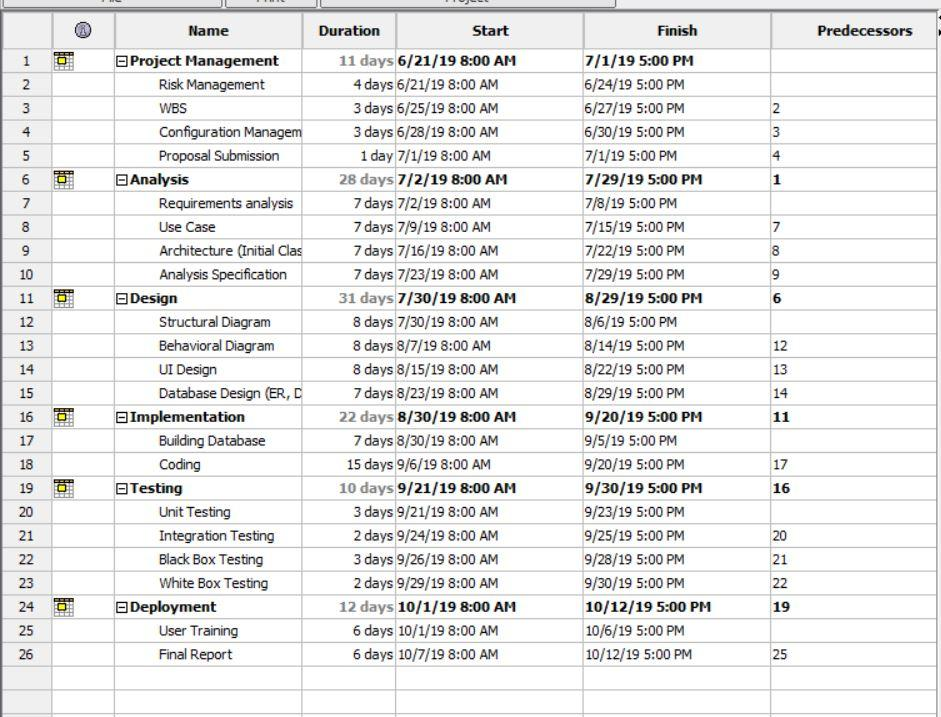 Name Duration Start Finish Predecessors
1 Project Management 11 days 6/21/19 8:00 AM 7/1/19 5:00 PM
2 Risk Management 4 days 6/21/19 8:00 AM 6/24/19 5:00 PM
3 WBS 3 days 6/25/19 8:00 AM 6/27/19 5:00 PM 2
4 Configuration Managem 3 days 6/28/19 8:00 AM 6/30/19 5:00 PM 3
5 Proposal Submission 1 day 7/1/19 8:00 AM 7/1/19 5:00 PM 4
6 Analysis 28 days 7/2/19 8:00 AM 7/29/19 5:00 PM 1
7 Requirements analysis 7 days 7/2/19 8:00 AM 7/8/19 5:00 PM
8 Use Case 7 days 7/9/19 8:00 AM 7/15/19 5:00 PM 7
9 Architecture (Initial Clas 7 days 7/16/19 8:00 AM 7/22/19 5:00 PM 8
10 Analysis Specification 7 days 7/23/19 8:00 AM 7/29/19 5:00 PM 9
11 Design 31 days 7/30/19 8:00 AM 8/29/19 5:00 PM 6
12 Structural Diagram 8 days 7/30/19 8:00 AM 8/6/19 5:00 PM
13 Behavioral Diagram 8 days 8/7/19 8:00 AM 8/14/19 5:00 PM 12
14 UI Design 8 days 8/15/19 8:00 AM 8/22/19 5:00 PM 13
15 Database Design (ER, D 7 days 8/23/19 8:00 AM 8/29/19 5:00 PM 14
16 Implementation 22 days 8/30/19 8:00 AM 9/20/19 5:00 PM 11
17 Building Database 7 days 8/30/19 8:00 AM 9/5/19 5:00 PM
18 Coding 15 days 9/6/19 8:00 AM 9/20/19 5:00 PM 17
19 Testing 10 days 9/21/19 8:00 AM 9/30/19 5:00 PM 16
20 Unit Testing 3 days 9/21/19 8:00 AM 9/23/19 5:00 PM
21 Integration Testing 2 days 9/24/19 8:00 AM 9/25/19 5:00 PM 20
22 Black Box Testing 3 days 9/26/19 8:00 AM 9/28/19 5:00 PM 21
23 White Box Testing 2 days 9/29/19 8:00 AM 9/30/19 5:00 PM 22
24 Deployment 12 days 10/1/19 8:00 AM 10/12/19 5:00 PM 19
25 User Training 6 days 10/1/19 8:00 AM 10/6/19 5:00 PM
26 Final Report 6 days 10/7/19 8:00 AM 10/12/19 5:00 PM 25